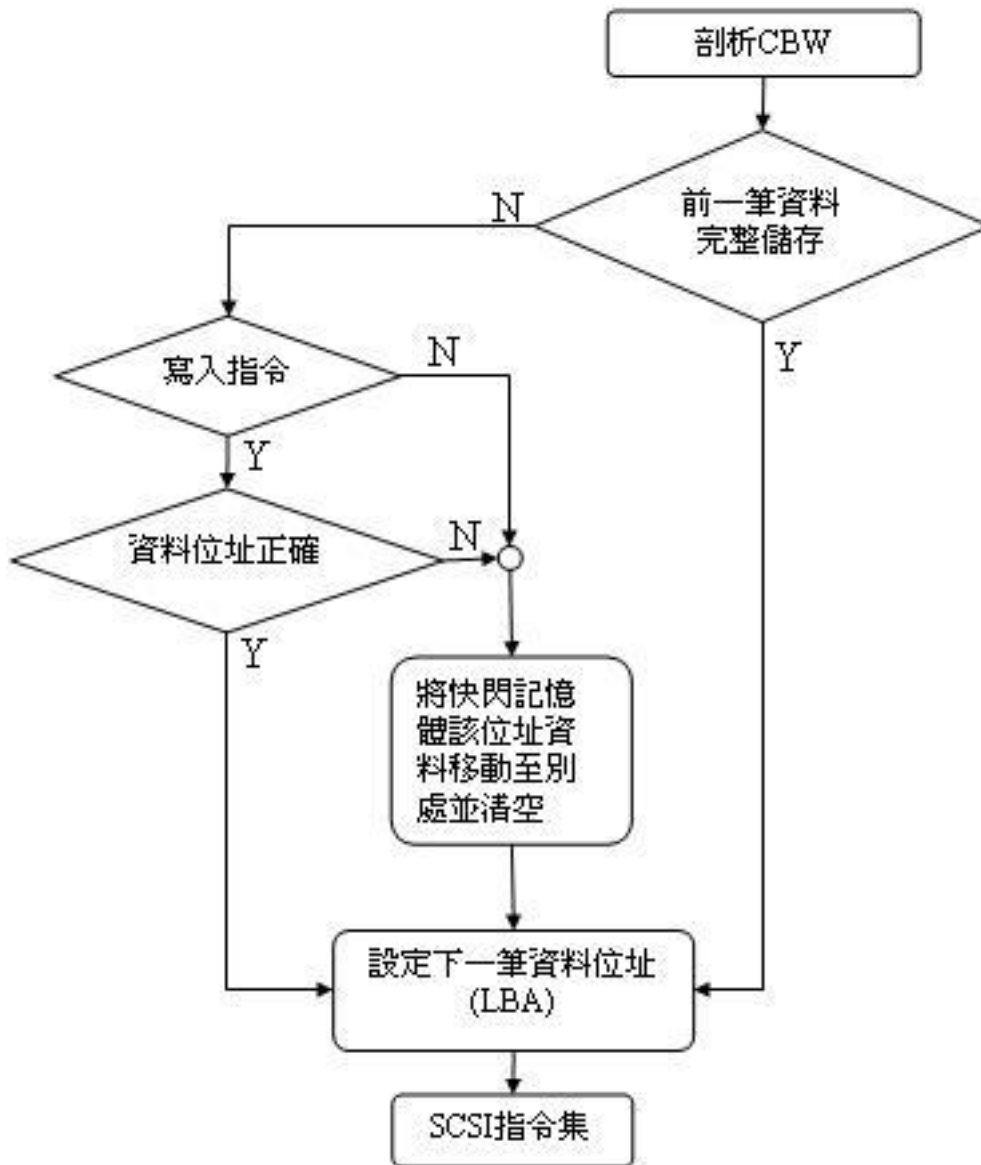 剖析CBW
前一筆資料
完整儲存
N
Y
寫入指令
N
Y
資料位址正確
N
Y
將快閃記憶
體該位址資
料移動至別
處並清空
設定下一筆資料位址
(LBA)
SCSI指令集